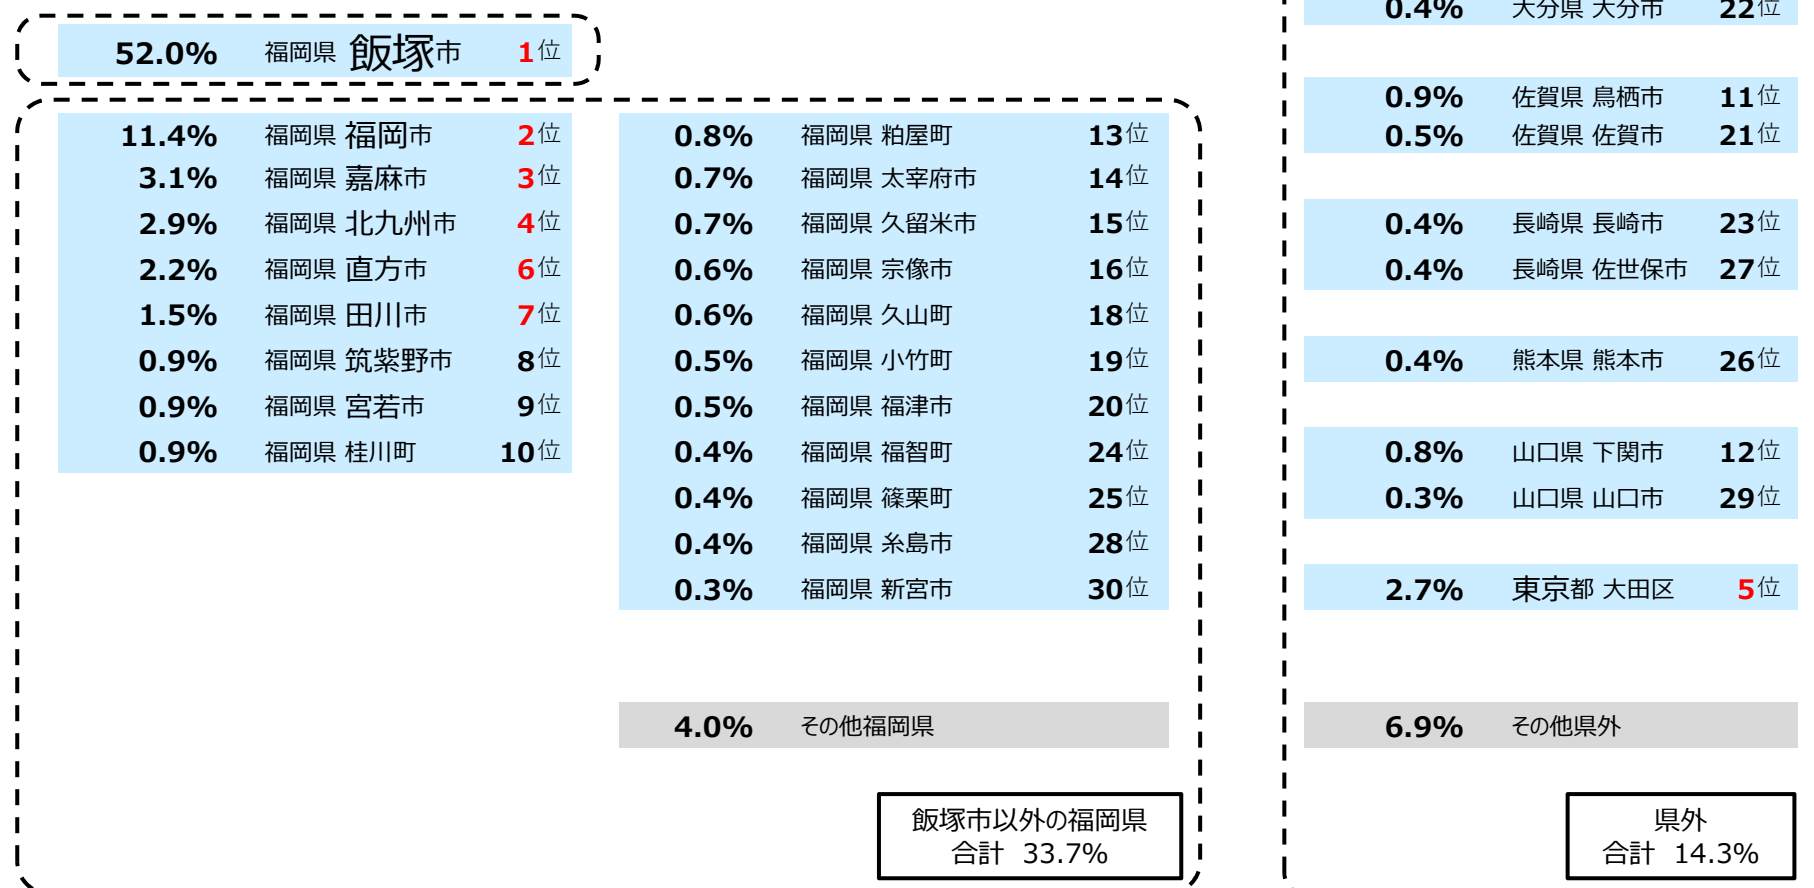 52.0% 福岡県 飯塚市 1位
11.4% 福岡県 福岡市 2位
3.1% 福岡県 嘉麻市 3位
2.9% 福岡県 北九州市 4位
2.2% 福岡県 直方市 6位
1.5% 福岡県 田川市 7位
0.9% 福岡県 筑紫野市 8位
0.9% 福岡県 宮若市 9位
0.9% 福岡県 桂川町 10位
0.8% 福岡県 粕屋町 13位
0.7% 福岡県 太宰府市 14位
0.7% 福岡県 久留米市 15位
0.6% 福岡県 宗像市 16位
0.6% 福岡県 久山町 18位
0.5% 福岡県 小竹町 19位
0.5% 福岡県 福津市 20位
0.4% 福岡県 福智町 24位
0.4% 福岡県 篠栗町 25位
0.4% 福岡県 糸島市 28位
0.3% 福岡県 新宮市 30位
4.0% その他福岡県
飯塚市以外の福岡県
合計 33.7%
0.4% 大分県 大分市 22位
0.9% 佐賀県 鳥栖市 11位
0.5% 佐賀県 佐賀市 21位
0.4% 長崎県 長崎市 23位
0.4% 長崎県 佐世保市 27位
0.4% 熊本県 熊本市 26位
0.8% 山口県 下関市 12位
0.3% 山口県 山口市 29位
2.7% 東京都 大田区 5位
6.9% その他県外
県外
合計 14.3%